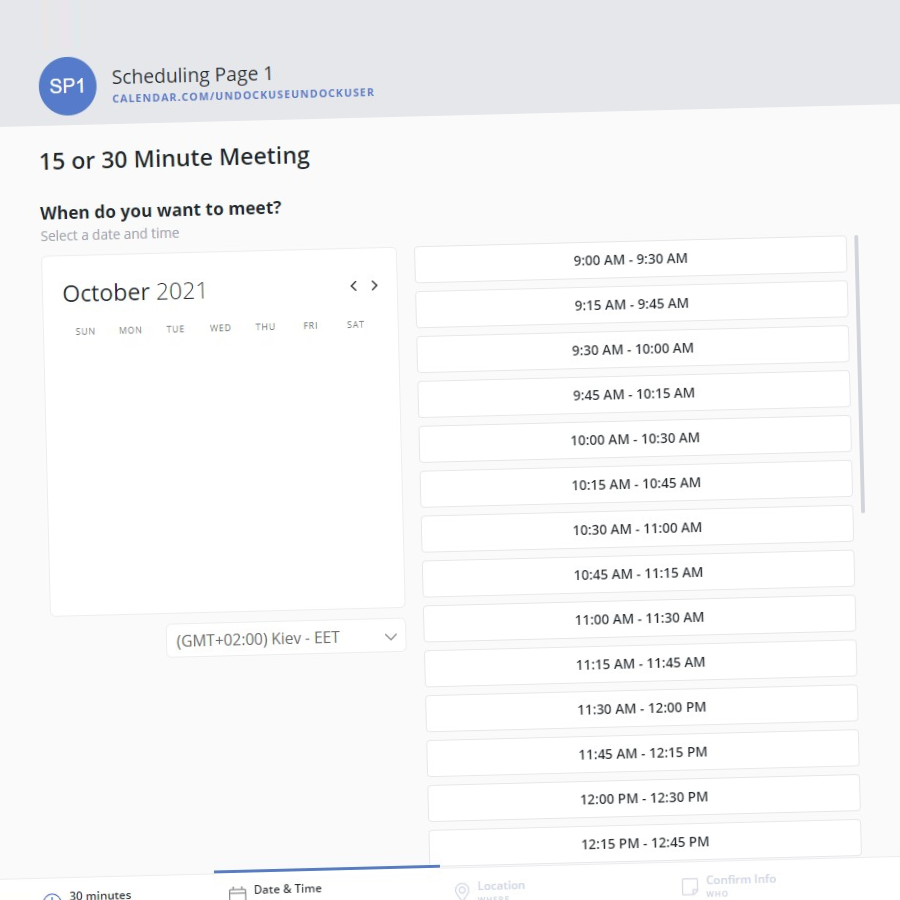 SP1
Scheduling Page 1
CALENDAR.COM/UNDOCKUSEUNDOCKUSER
15 or 30 Minute Meeting
When do you want to meet?
Select a date and time
October 2021
SUN MON TUE WED THU FRI SAT
(GMT+02:00) Kiev - EET
9:00 AM - 9:30 AM
9:15 AM - 9:45 AM
9:30 AM - 10:00 AM
9:45 AM - 10:15 AM
10:00 AM - 10:30 AM
10:15 AM - 10:45 AM
10:30 AM - 11:00 AM
10:45 AM - 11:15 AM
11:00 AM - 11:30 AM
11:15 AM - 11:45 AM
11:30 AM - 12:00 PM
11:45 AM - 12:15 PM
12:00 PM - 12:30 PM
12:15 PM - 12:45 PM
30 minutes
Date & Time
Location
WHERE
Confirm Info
WHO